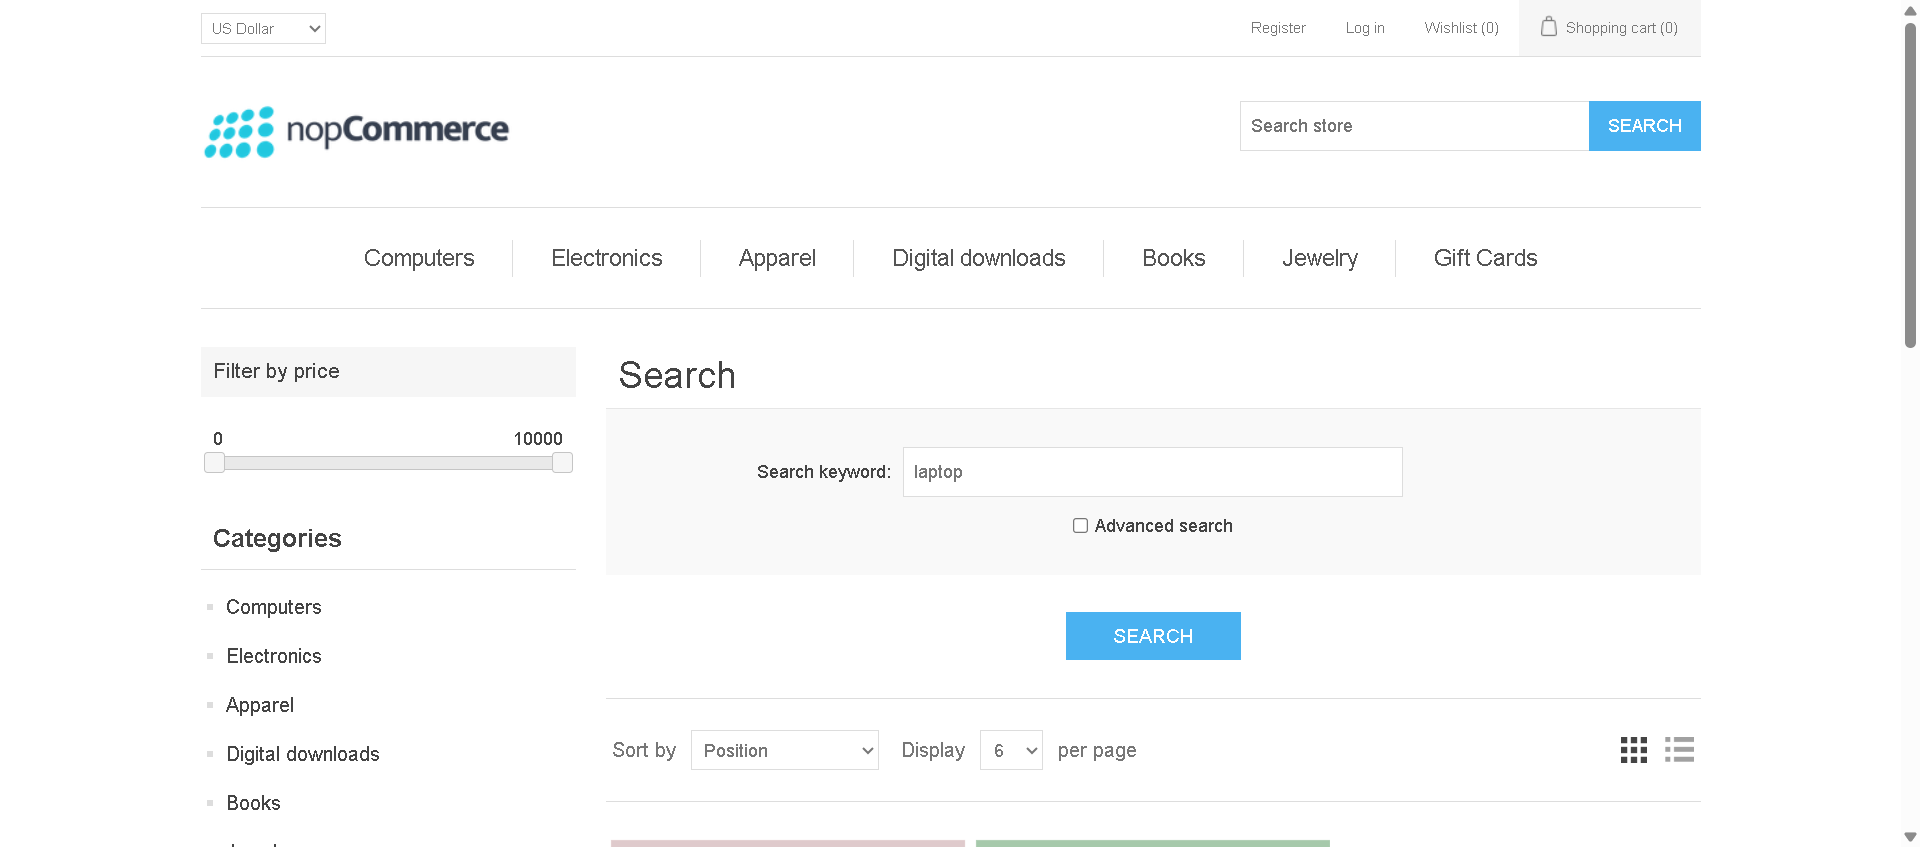 US Dollar
Register
Log in
Wishlist (0)
Shopping cart (0)
nopCommerce
Search store
SEARCH
Computers
Electronics
Apparel
Digital downloads
Books
Jewelry
Gift Cards
Filter by price
0
10000
Categories
Computers
Electronics
Apparel
Digital downloads
Books
Search
Search keyword:
laptop
Advanced search
SEARCH
Sort by
Position
Display
6
per page